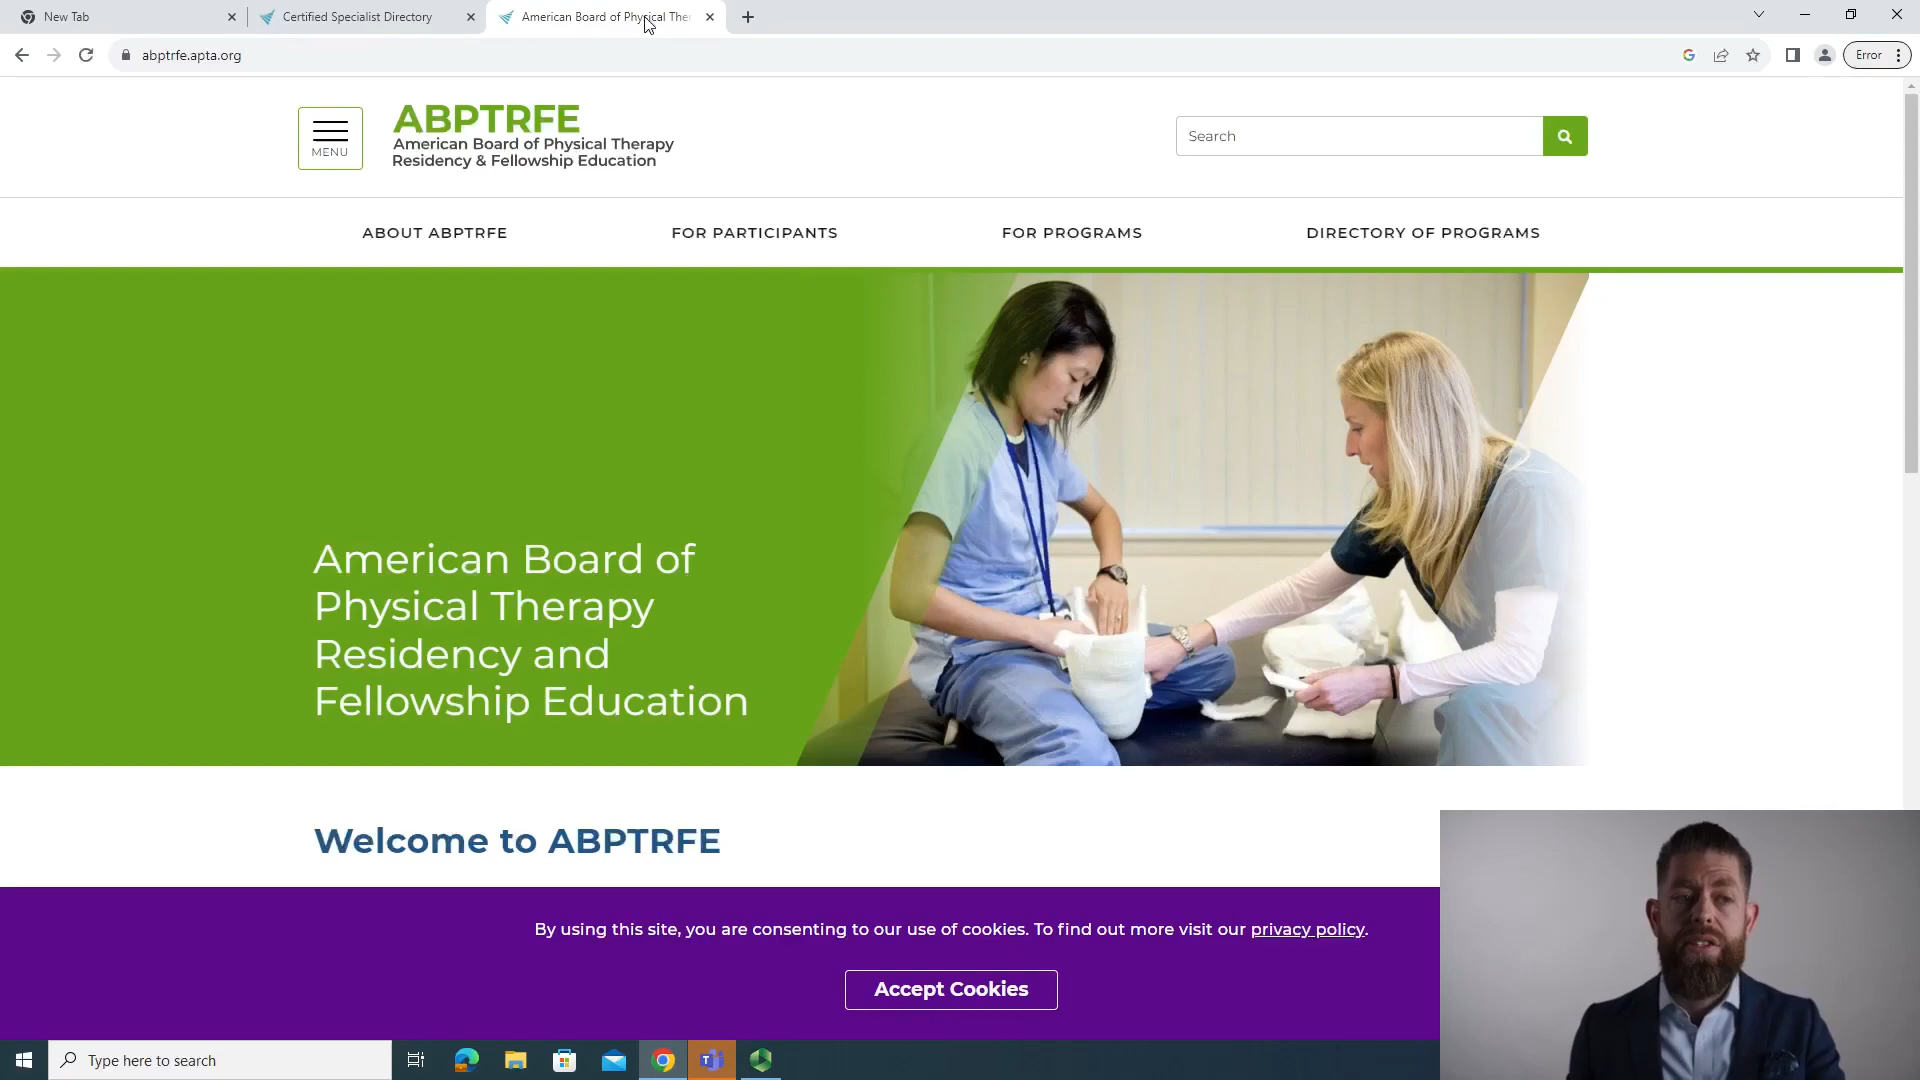 New Tab
Certified Specialist Directory
American Board of Physical Ther
abptrfe.apta.org
Error
MENU
ABPTRFE
American Board of Physical Therapy
Residency & Fellowship Education
Search
ABOUT ABPTRFE
FOR PARTICIPANTS
FOR PROGRAMS
DIRECTORY OF PROGRAMS
American Board of
Physical Therapy
Residency and
Fellowship Education
Welcome to ABPTRFE
By using this site, you are consenting to our use of cookies. To find out more visit our privacy policy.
Accept Cookies
Type here to search